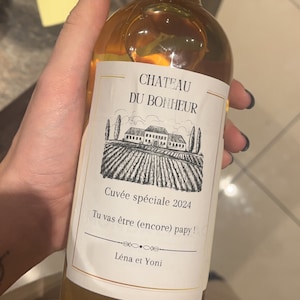 CHATEAU
DU BONHEUR
Cuvée spéciale 2024
Tu vas être (encore) papy !
Léna et Yoni